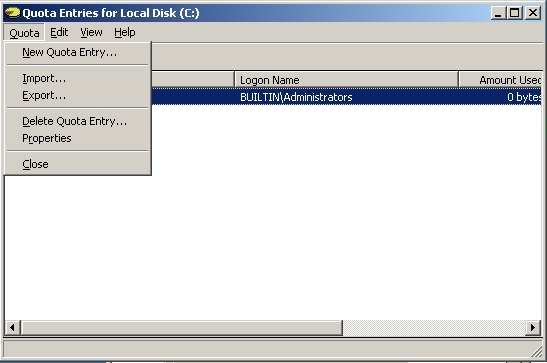 Quota Entries for Local Disk (C:)
Quota Edit View Help
New Quota Entry...
Import...
Export...
Delete Quota Entry...
Properties
Close
Logon Name Amount Used
BUILTIN\Administrators 0 bytes